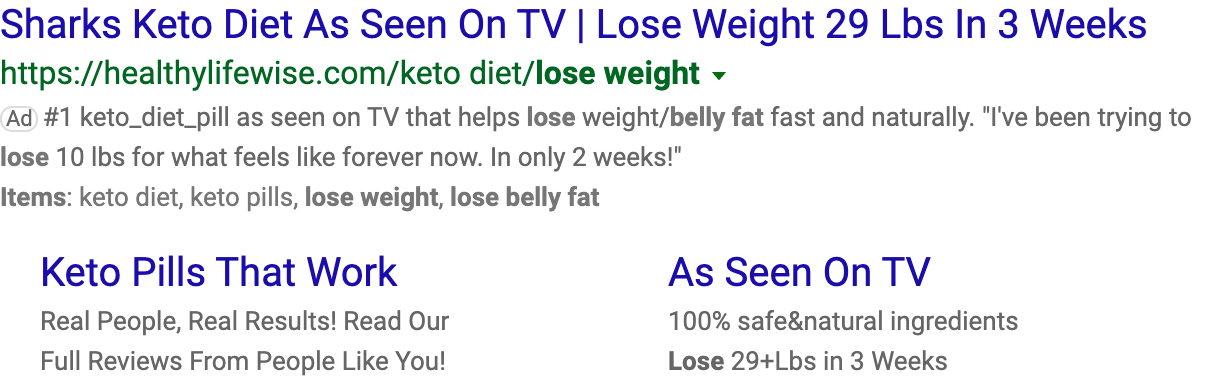 Sharks Keto Diet As Seen On TV | Lose Weight 29 Lbs In 3 Weeks
https://healthylifewise.com/keto diet/lose weight
Ad #1 keto_diet_pill as seen on TV that helps lose weight/belly fat fast and naturally. "I've been trying to
lose 10 lbs for what feels like forever now. In only 2 weeks!"
Items: keto diet, keto pills, lose weight, lose belly fat
Keto Pills That Work
Real People, Real Results! Read Our
Full Reviews From People Like You!
As Seen On TV
100% safe&natural ingredients
Lose 29+Lbs in 3 Weeks